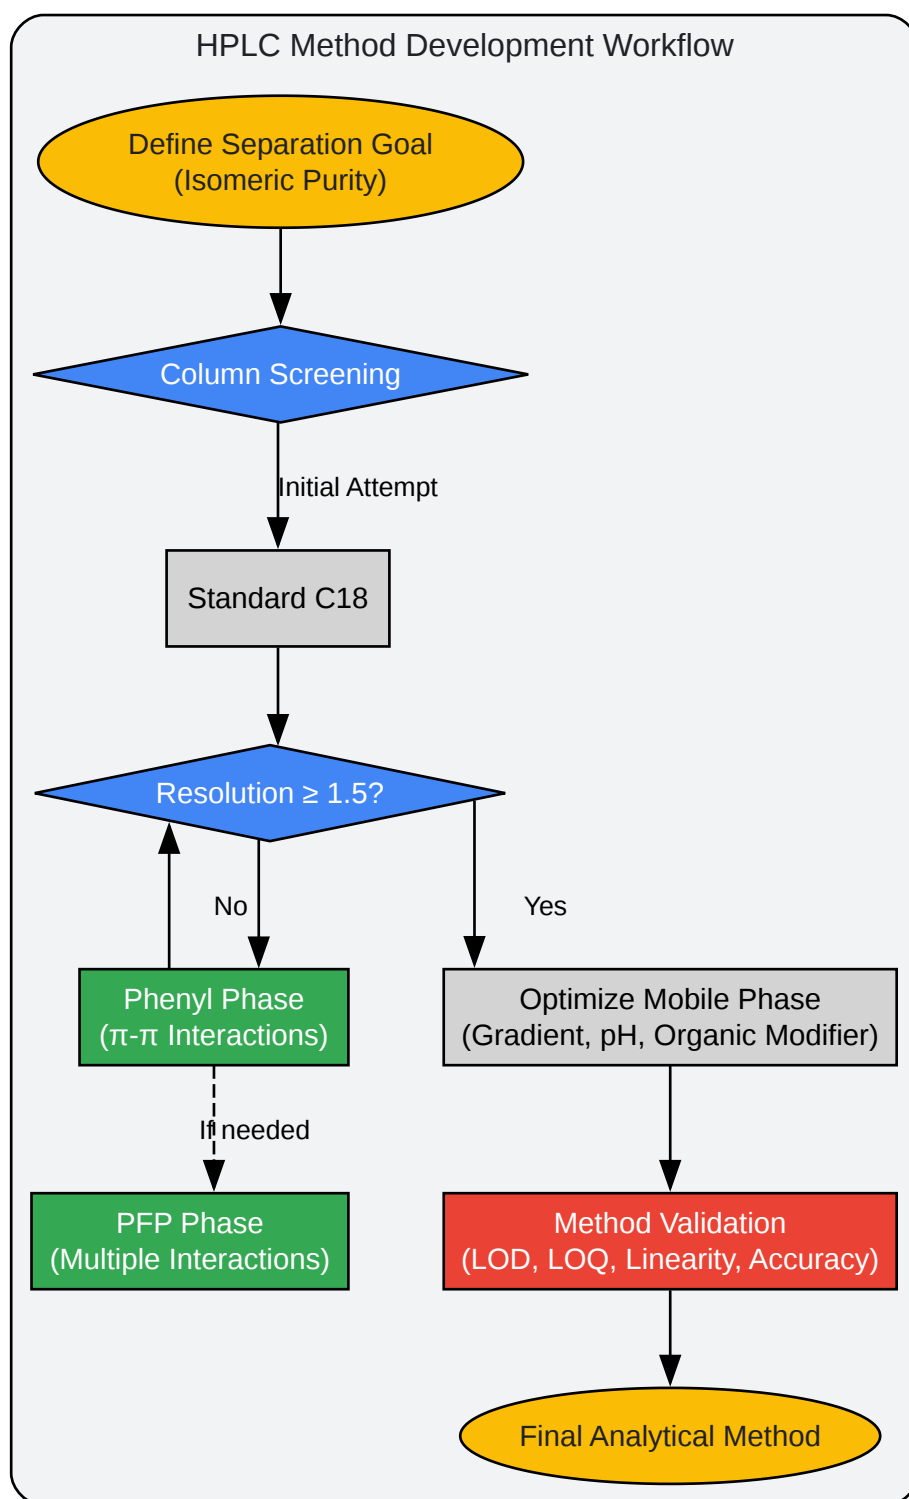 HPLC Method Development Workflow
Define Separation Goal
(Isomeric Purity)
Column Screening
Initial Attempt
Standard C18
Resolution ≥ 1.5?
No
Yes
Phenyl Phase
(π-π Interactions)
Optimize Mobile Phase
(Gradient, pH, Organic Modifier)
If needed
PFP Phase
(Multiple Interactions)
Method Validation
(LOD, LOQ, Linearity, Accuracy)
Final Analytical Method